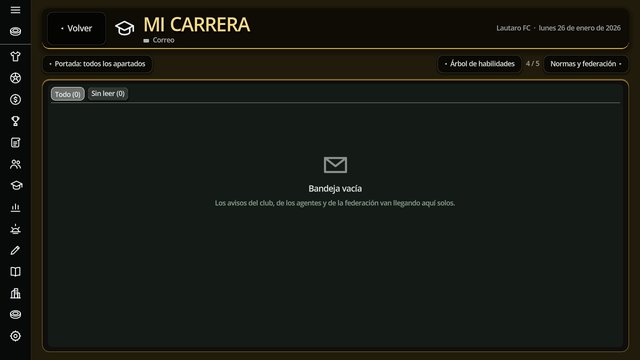 • Volver
MI CARRERA
Correo
Lautaro FC · lunes 26 de enero de 2026
• Portada: todos los apartados
• Árbol de habilidades
4 / 5
Normas y federación •
Todo (0)
Sin leer (0)
Bandeja vacía
Los avisos del club, de los agentes y de la federación van llegando aquí solos.